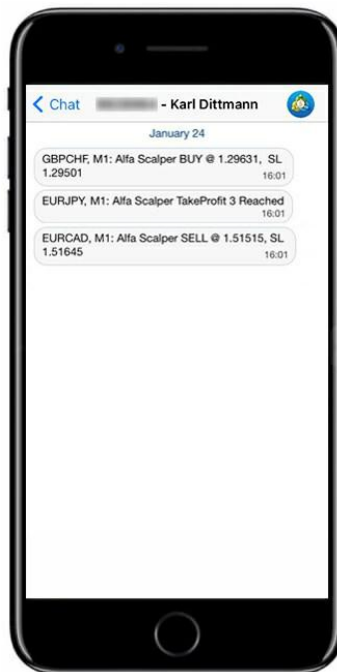 Chat - Karl Dittmann
January 24
GBPCHF, M1: Alfa Scalper BUY @ 1.29631, SL
1.29501
16:01
EURJPY, M1: Alfa Scalper TakeProfit 3 Reached
16:01
EURCAD, M1: Alfa Scalper SELL @ 1.51515, SL
1.51645
16:01